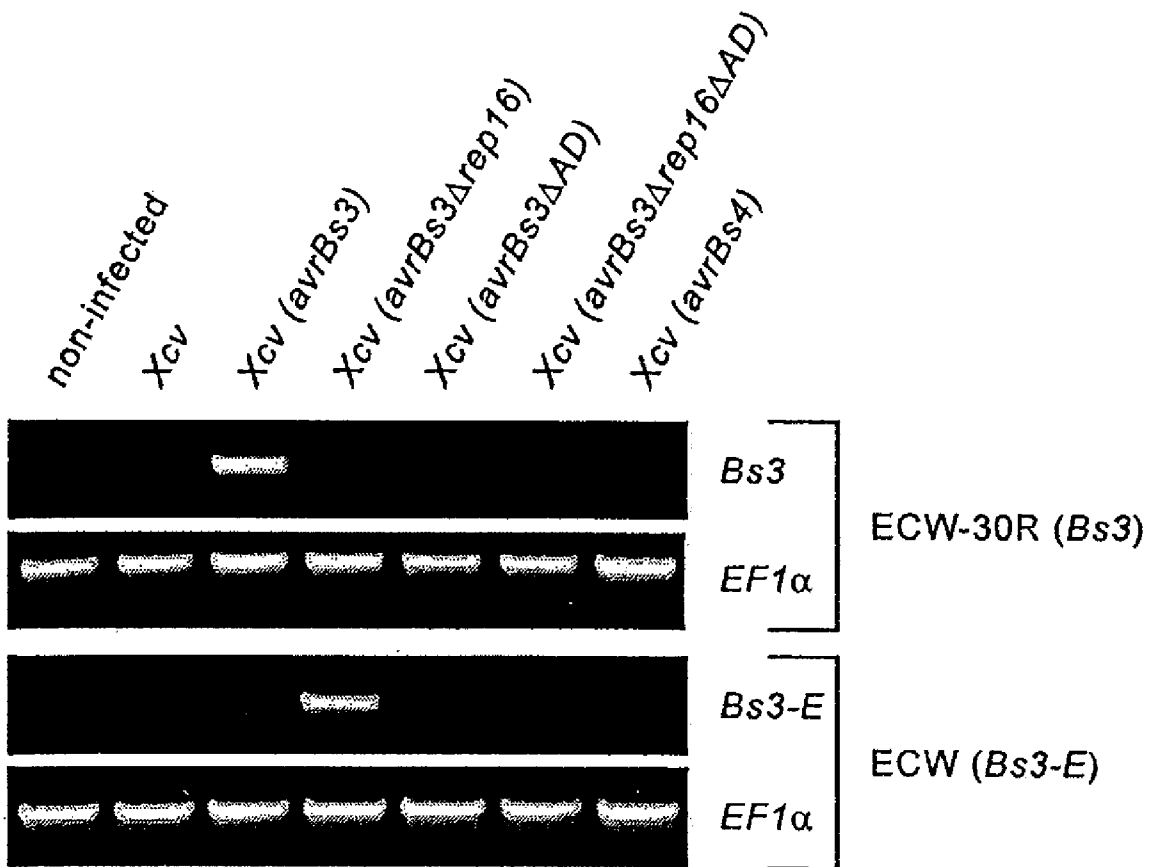 non-infected
Xcv
Xcv (avrBs3)
Xcv (avrBs3Δrep16)
Xcv (avrBs3ΔAD)
Xcv (avrBs3Δrep16ΔAD)
Xcv (avrBs4)
Bs3
EF1α
ECW-30R (Bs3)
Bs3-E
EF1α
ECW (Bs3-E)